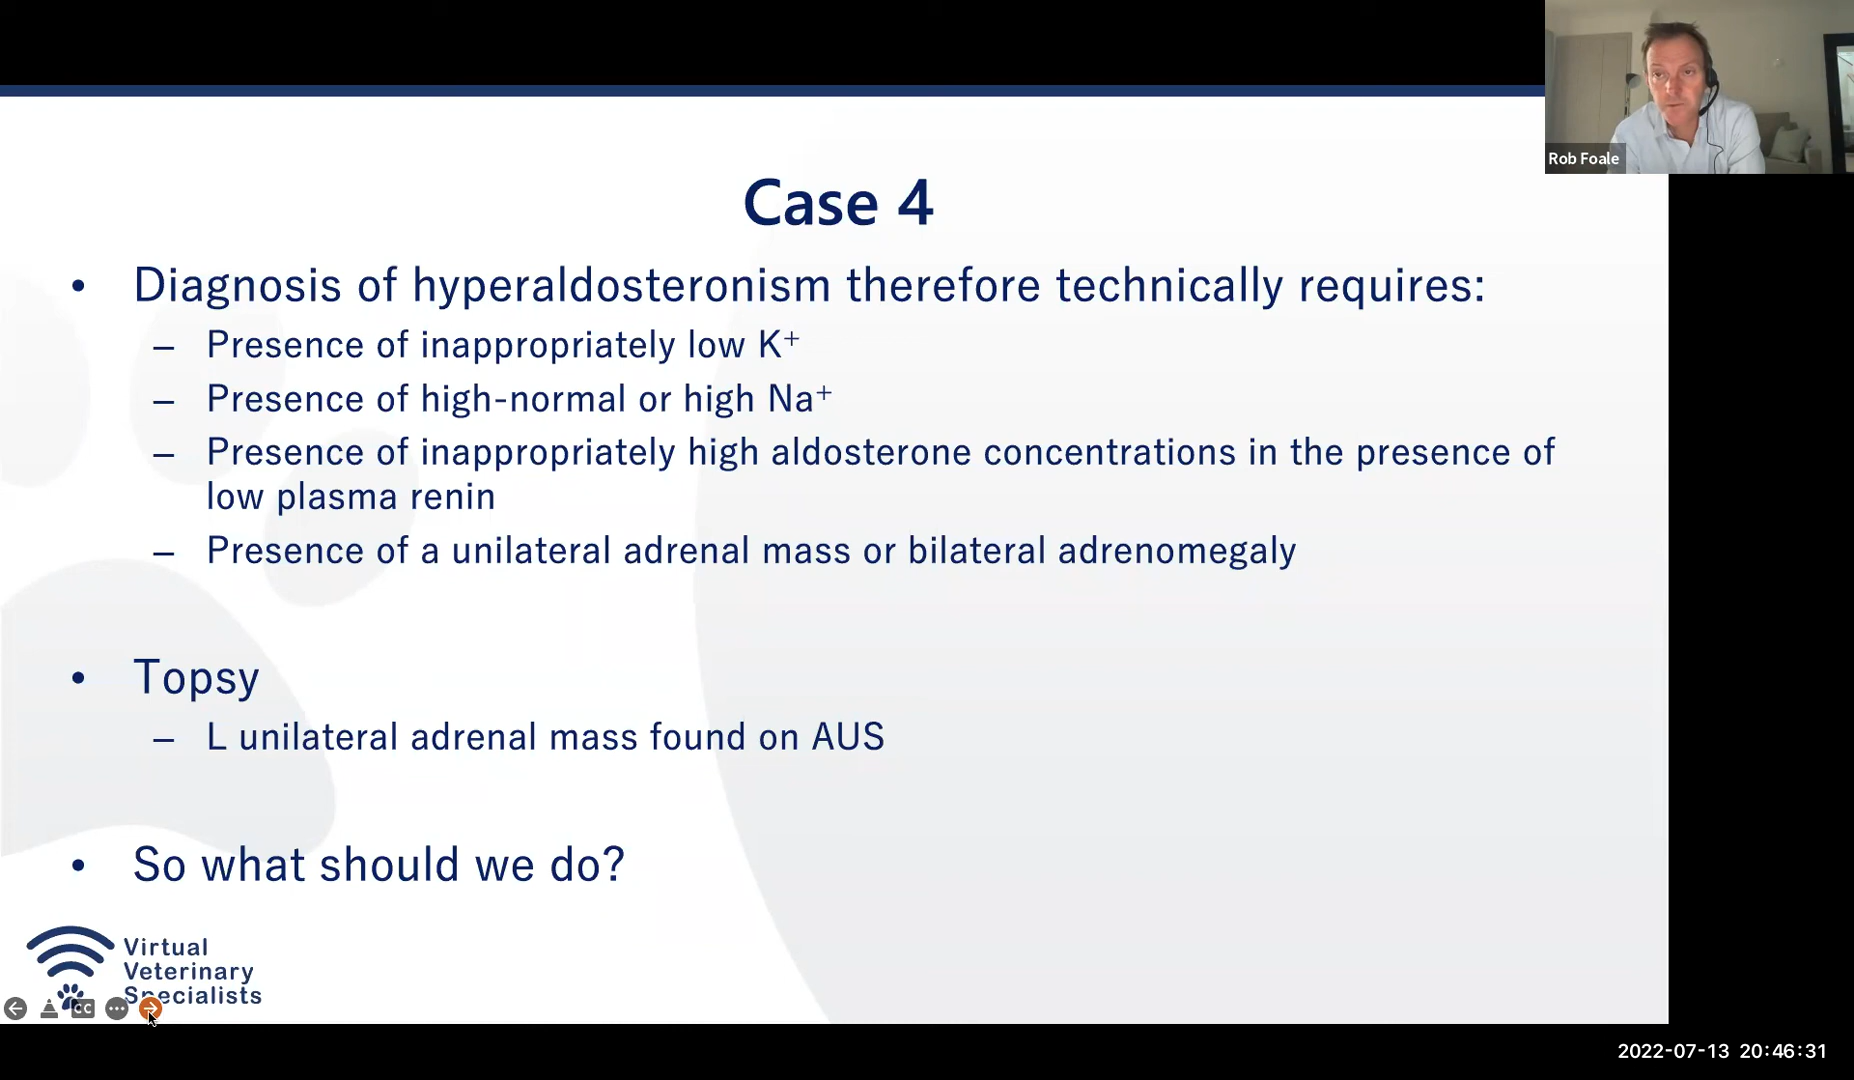 Rob Foale
Case 4
• Diagnosis of hyperaldosteronism therefore technically requires:
– Presence of inappropriately low K⁺
– Presence of high-normal or high Na⁺
– Presence of inappropriately high aldosterone concentrations in the presence of
low plasma renin
– Presence of a unilateral adrenal mass or bilateral adrenomegaly
• Topsy
– L unilateral adrenal mass found on AUS
• So what should we do?
Virtual
Veterinary
Specialists
CC
2022-07-13 20:46:31